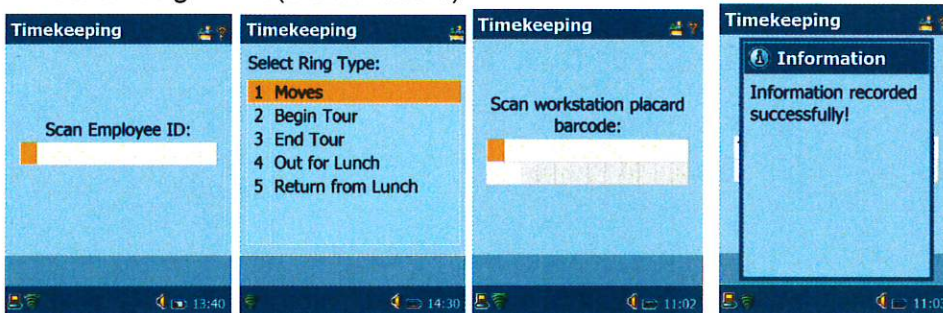 Timekeeping
Scan Employee ID:
13:40
Timekeeping
Select Ring Type:
1 Moves
2 Begin Tour
3 End Tour
4 Out for Lunch
5 Return from Lunch
14:30
Timekeeping
Scan workstation placard
barcode:
11:02
Timekeeping
Information
Information recorded
successfully!
11:03